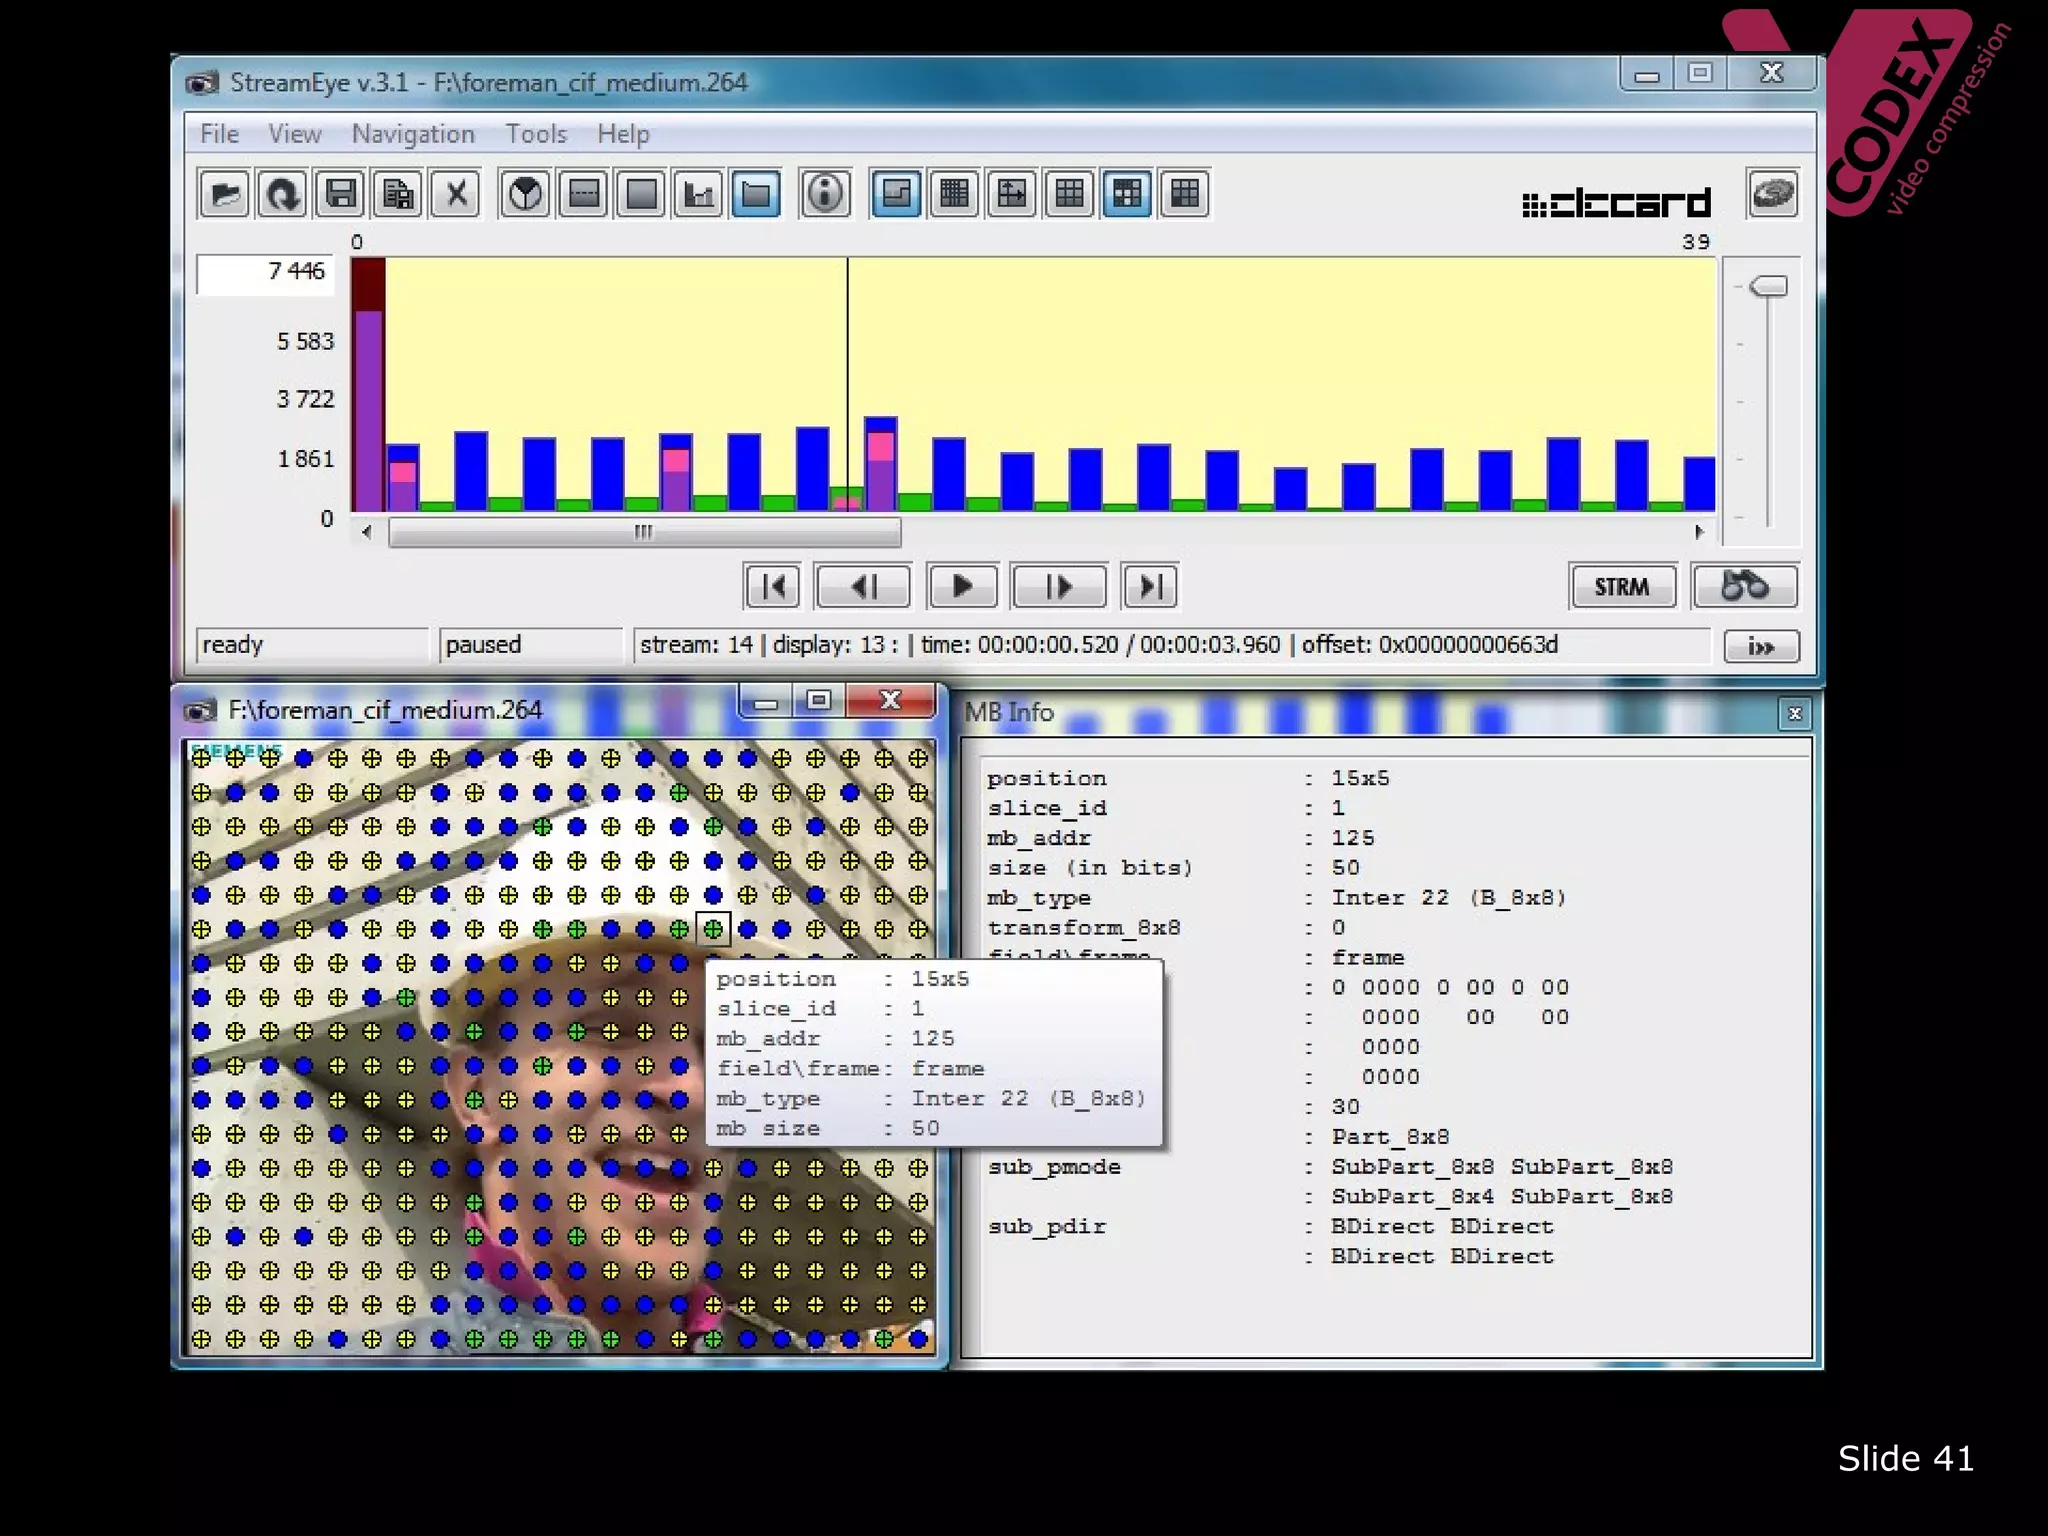 CODEX
video compression
StreamEye v.3.1 - F:\foreman_cif_medium.264
File View Navigation Tools Help
elecard
0 39
7 446
5 583
3 722
1 861
0
STRM
ready paused stream: 14 | display: 13 : | time: 00:00:00.520 / 00:00:03.960 | offset: 0x00000000663d
F:\foreman_cif_medium.264
MB Info
SIEMENS
position : 15x5
slice_id : 1
mb_addr : 125
size (in bits) : 50
mb_type : Inter 22 (B_8x8)
transform_8x8 : 0
field\frame : frame
: 0 0000 0 00 0 00
: 0000 00 00
: 0000
: 0000
: 30
: Part_8x8
sub_pmode : SubPart_8x8 SubPart_8x8
: SubPart_8x4 SubPart_8x8
sub_pdir : BDirect BDirect
: BDirect BDirect
position : 15x5
slice_id : 1
mb_addr : 125
field\frame: frame
mb_type : Inter 22 (B_8x8)
mb size : 50
Slide 41